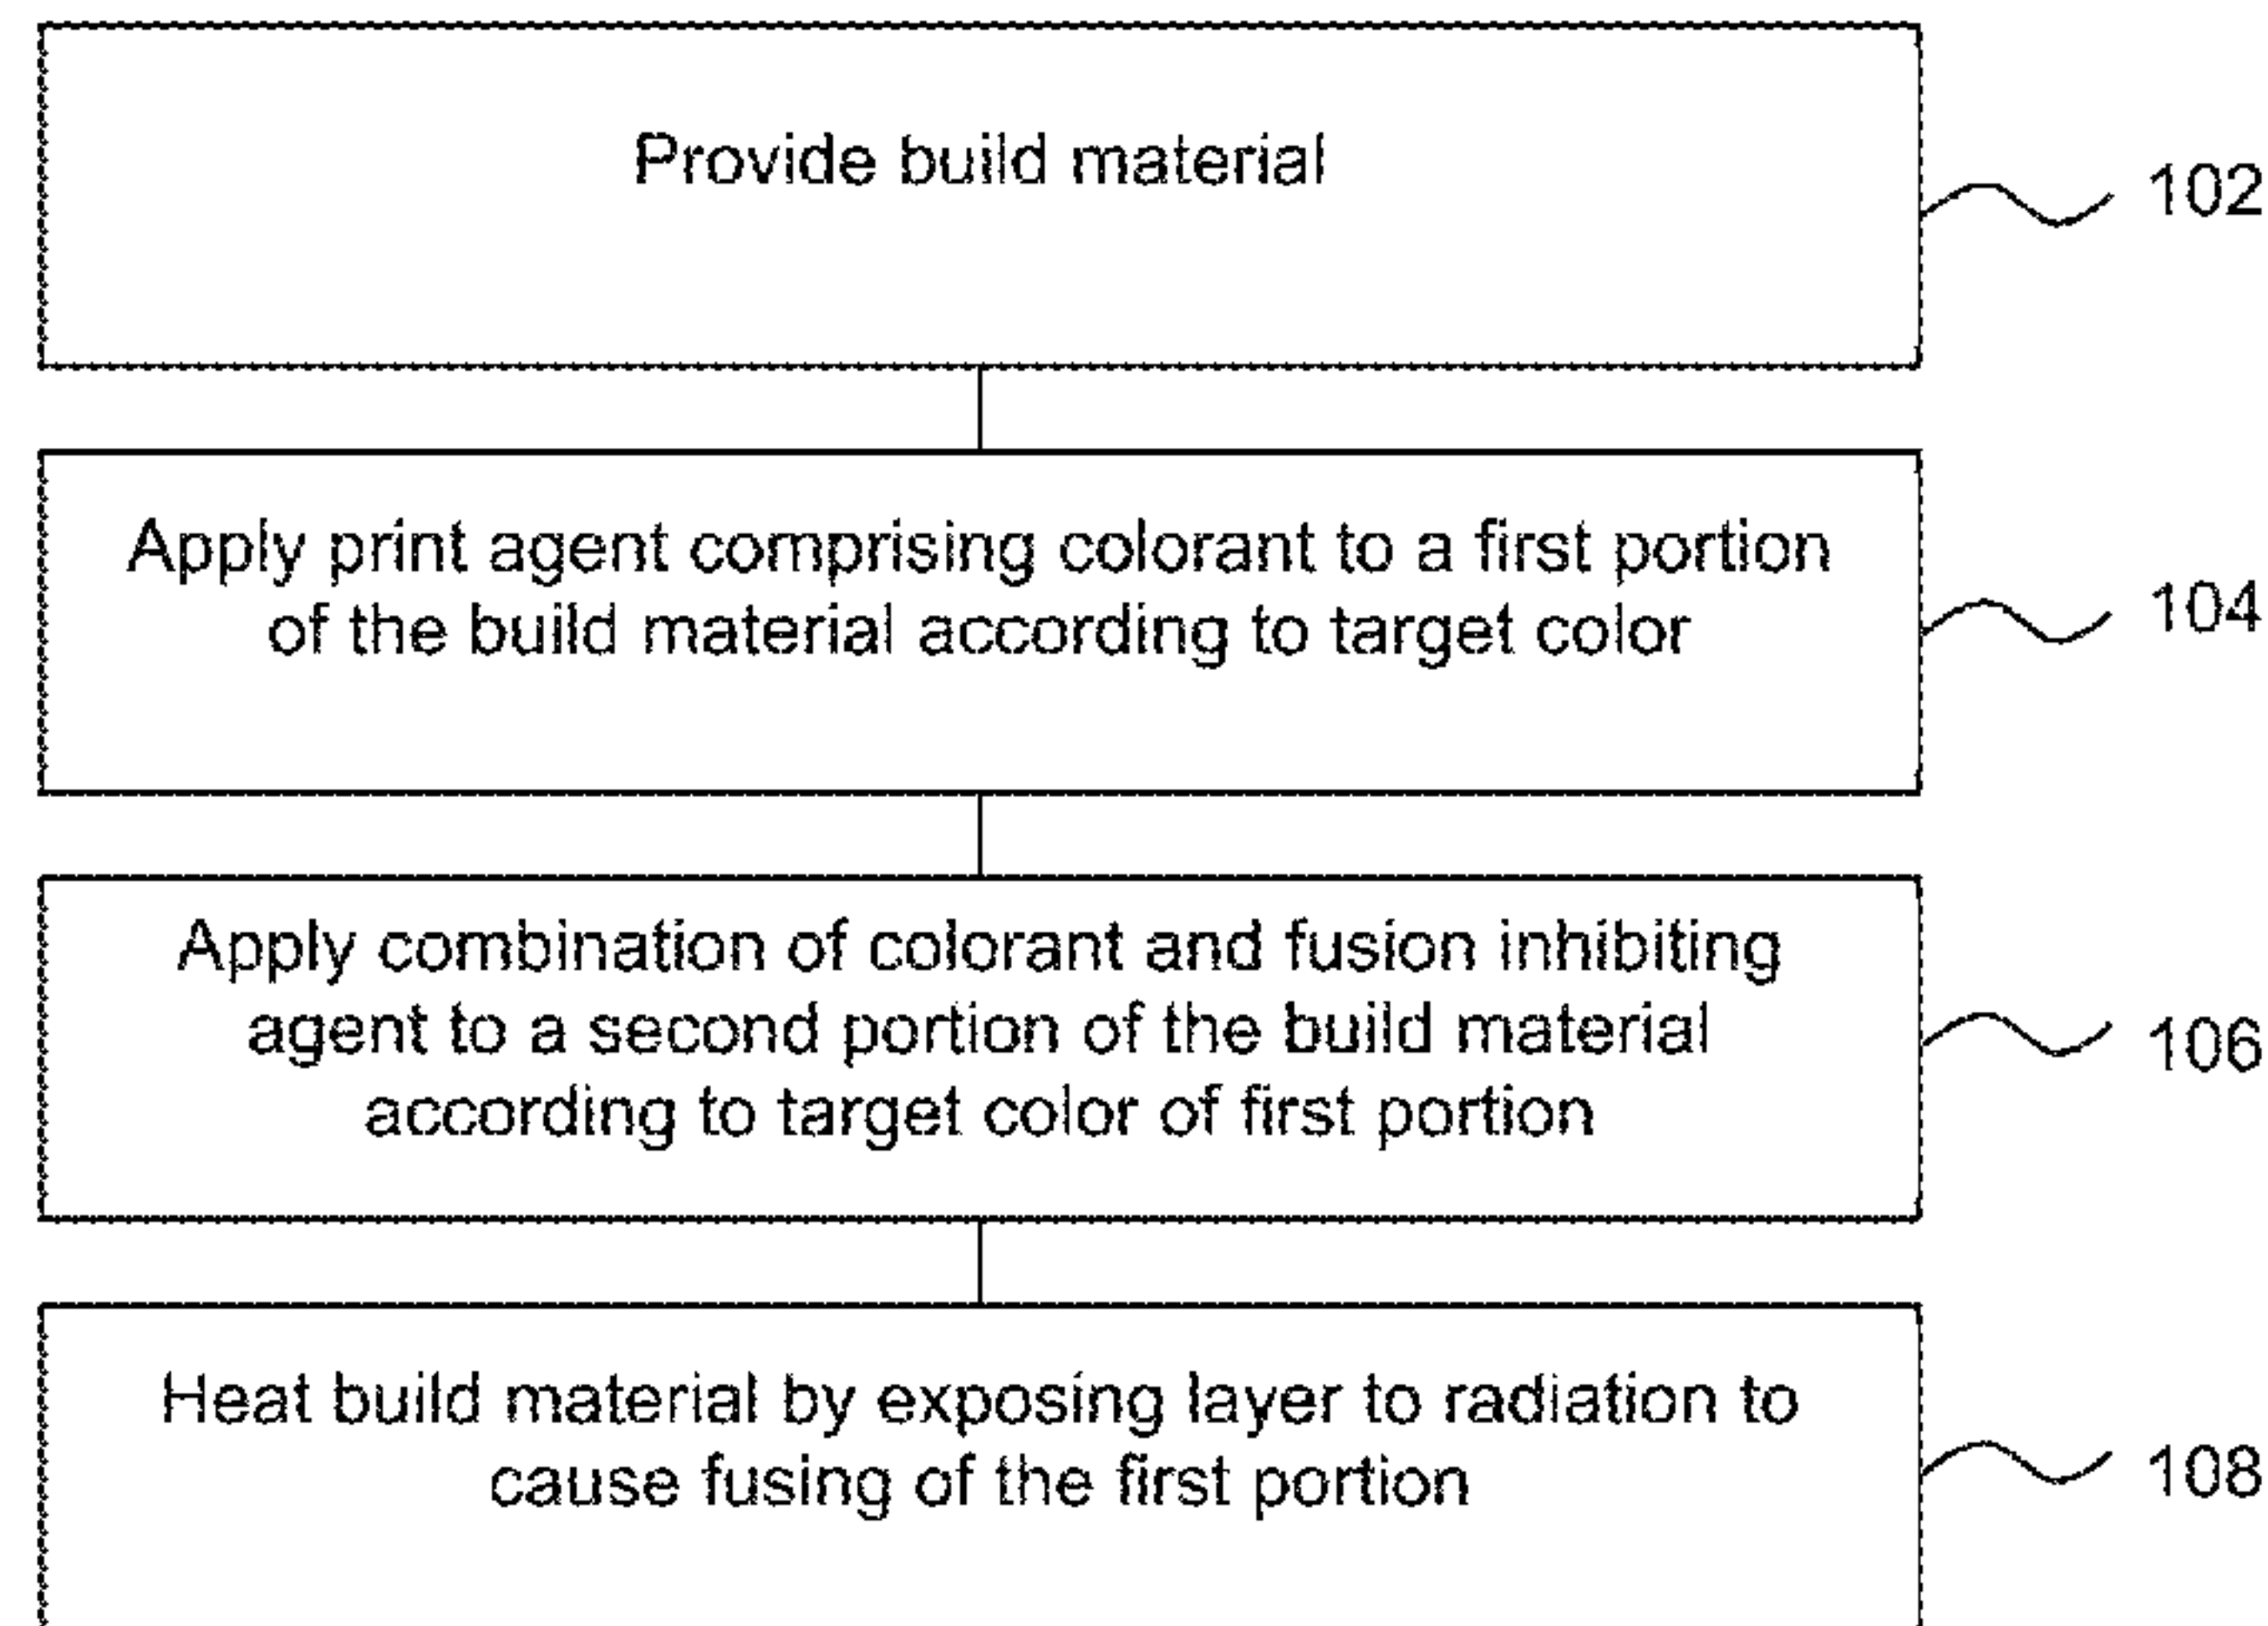 Provide build material
102
Apply print agent comprising colorant to a first portion
of the build material according to target color
104
Apply combination of colorant and fusion inhibiting
agent to a second portion of the build material
according to target color of first portion
106
Heat build material by exposing layer to radiation to
cause fusing of the first portion
108